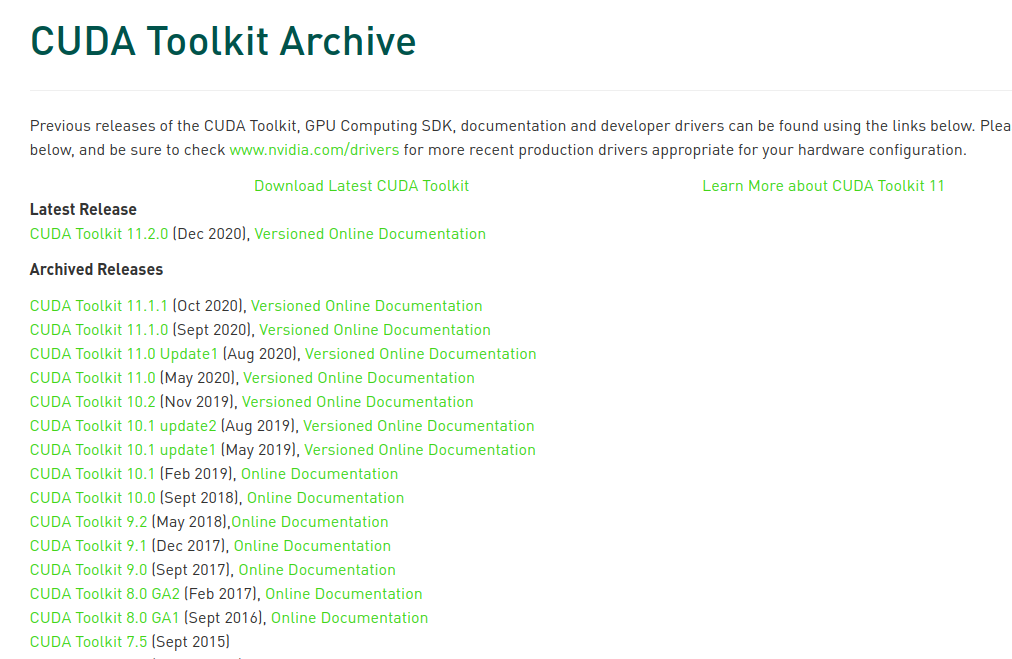 CUDA Toolkit Archive
Previous releases of the CUDA Toolkit, GPU Computing SDK, documentation and developer drivers can be found using the links below. Plea
below, and be sure to check www.nvidia.com/drivers for more recent production drivers appropriate for your hardware configuration.
Download Latest CUDA Toolkit Learn More about CUDA Toolkit 11
Latest Release
CUDA Toolkit 11.2.0 (Dec 2020), Versioned Online Documentation
Archived Releases
CUDA Toolkit 11.1.1 (Oct 2020), Versioned Online Documentation
CUDA Toolkit 11.1.0 (Sept 2020), Versioned Online Documentation
CUDA Toolkit 11.0 Update1 (Aug 2020), Versioned Online Documentation
CUDA Toolkit 11.0 (May 2020), Versioned Online Documentation
CUDA Toolkit 10.2 (Nov 2019), Versioned Online Documentation
CUDA Toolkit 10.1 update2 (Aug 2019), Versioned Online Documentation
CUDA Toolkit 10.1 update1 (May 2019), Versioned Online Documentation
CUDA Toolkit 10.1 (Feb 2019), Online Documentation
CUDA Toolkit 10.0 (Sept 2018), Online Documentation
CUDA Toolkit 9.2 (May 2018),Online Documentation
CUDA Toolkit 9.1 (Dec 2017), Online Documentation
CUDA Toolkit 9.0 (Sept 2017), Online Documentation
CUDA Toolkit 8.0 GA2 (Feb 2017), Online Documentation
CUDA Toolkit 8.0 GA1 (Sept 2016), Online Documentation
CUDA Toolkit 7.5 (Sept 2015)